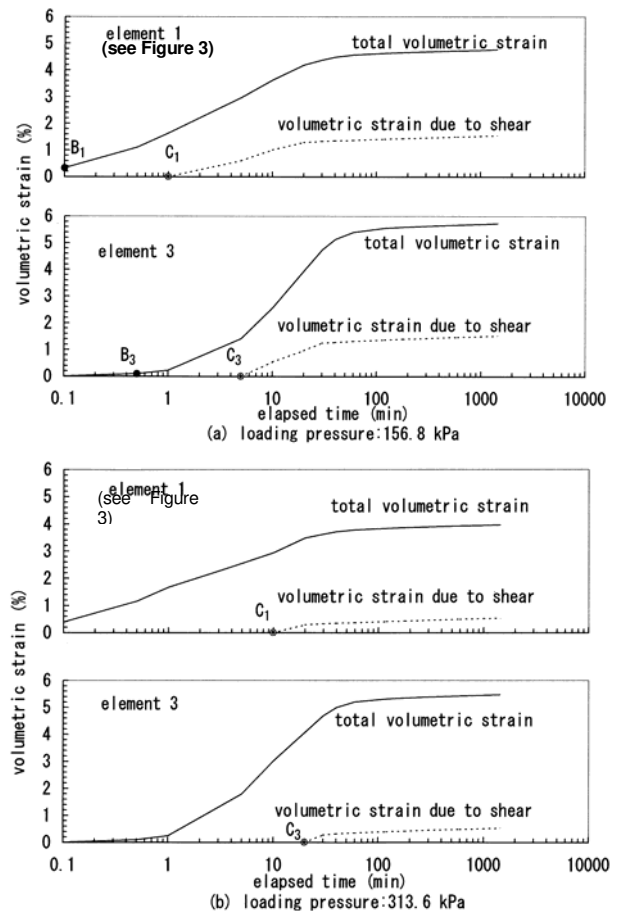 6
element 1
(see Figure 3)
total volumetric strain
5
4
3
volumetric strain due to shear
2
B1
C1
1
0
volumetric strain (%)
6
element 3
total volumetric strain
5
4
3
volumetric strain due to shear
2
B3
C3
1
0
0.1 1 10 100 1000 10000
elapsed time (min)
(a) loading pressure:156.8 kPa
6
element 1
(see Figure
3)
total volumetric strain
5
4
3
volumetric strain due to shear
2
C1
1
0
volumetric strain (%)
6
element 3
total volumetric strain
5
4
3
volumetric strain due to shear
2
C3
1
0
0.1 1 10 100 1000 10000
elapsed time (min)
(b) loading pressure:313.6 kPa